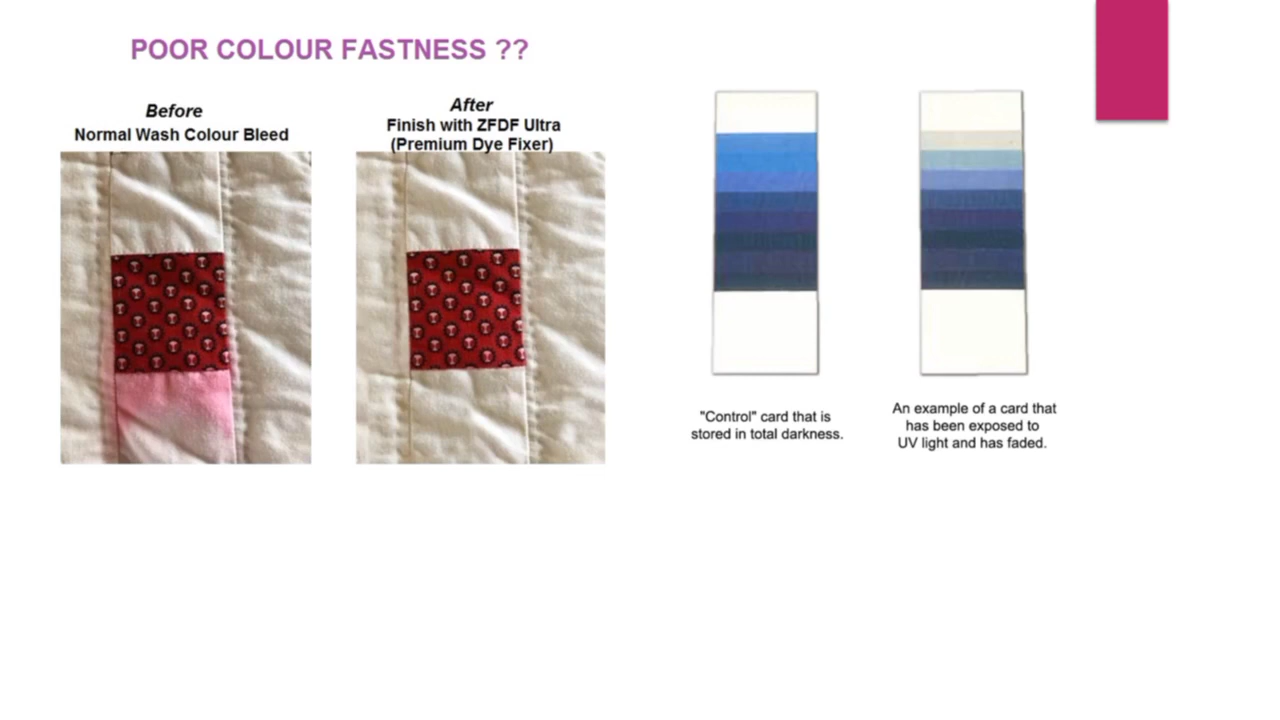 POOR COLOUR FASTNESS ??
Before
Normal Wash Colour Bleed
After
Finish with ZFDF Ultra
(Premium Dye Fixer)
"Control" card that is
stored in total darkness.
An example of a card that
has been exposed to
UV light and has faded.